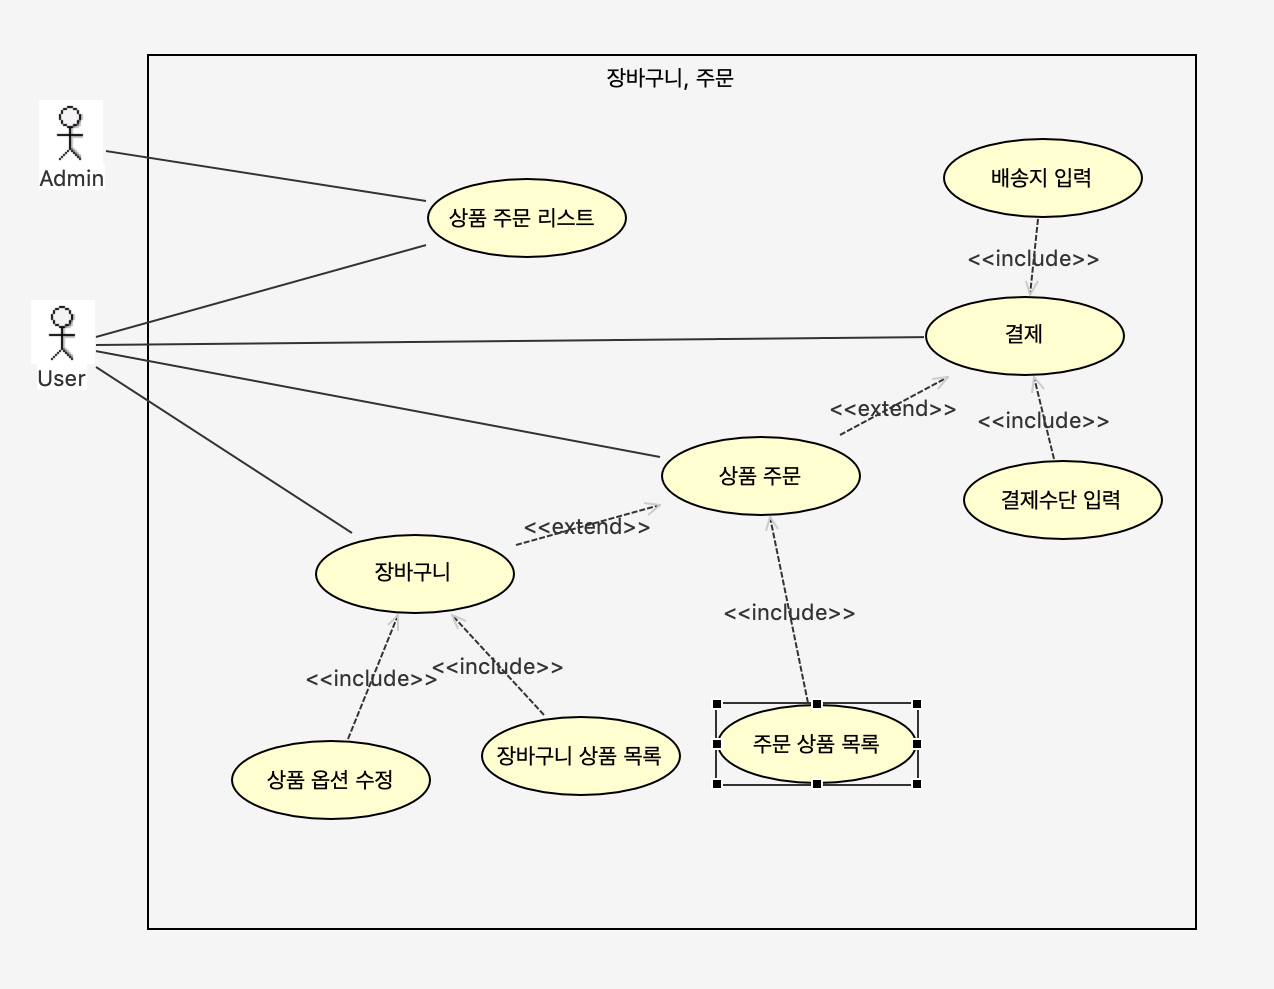 장바구니, 주문
Admin
상품 주문 리스트
배송지 입력
<<include>>
User
결제
<<extend>>
<<include>>
상품 주문
결제수단 입력
<<extend>>
장바구니
<<include>>
<<include>>
<<include>>
상품 옵션 수정
장바구니 상품 목록
주문 상품 목록